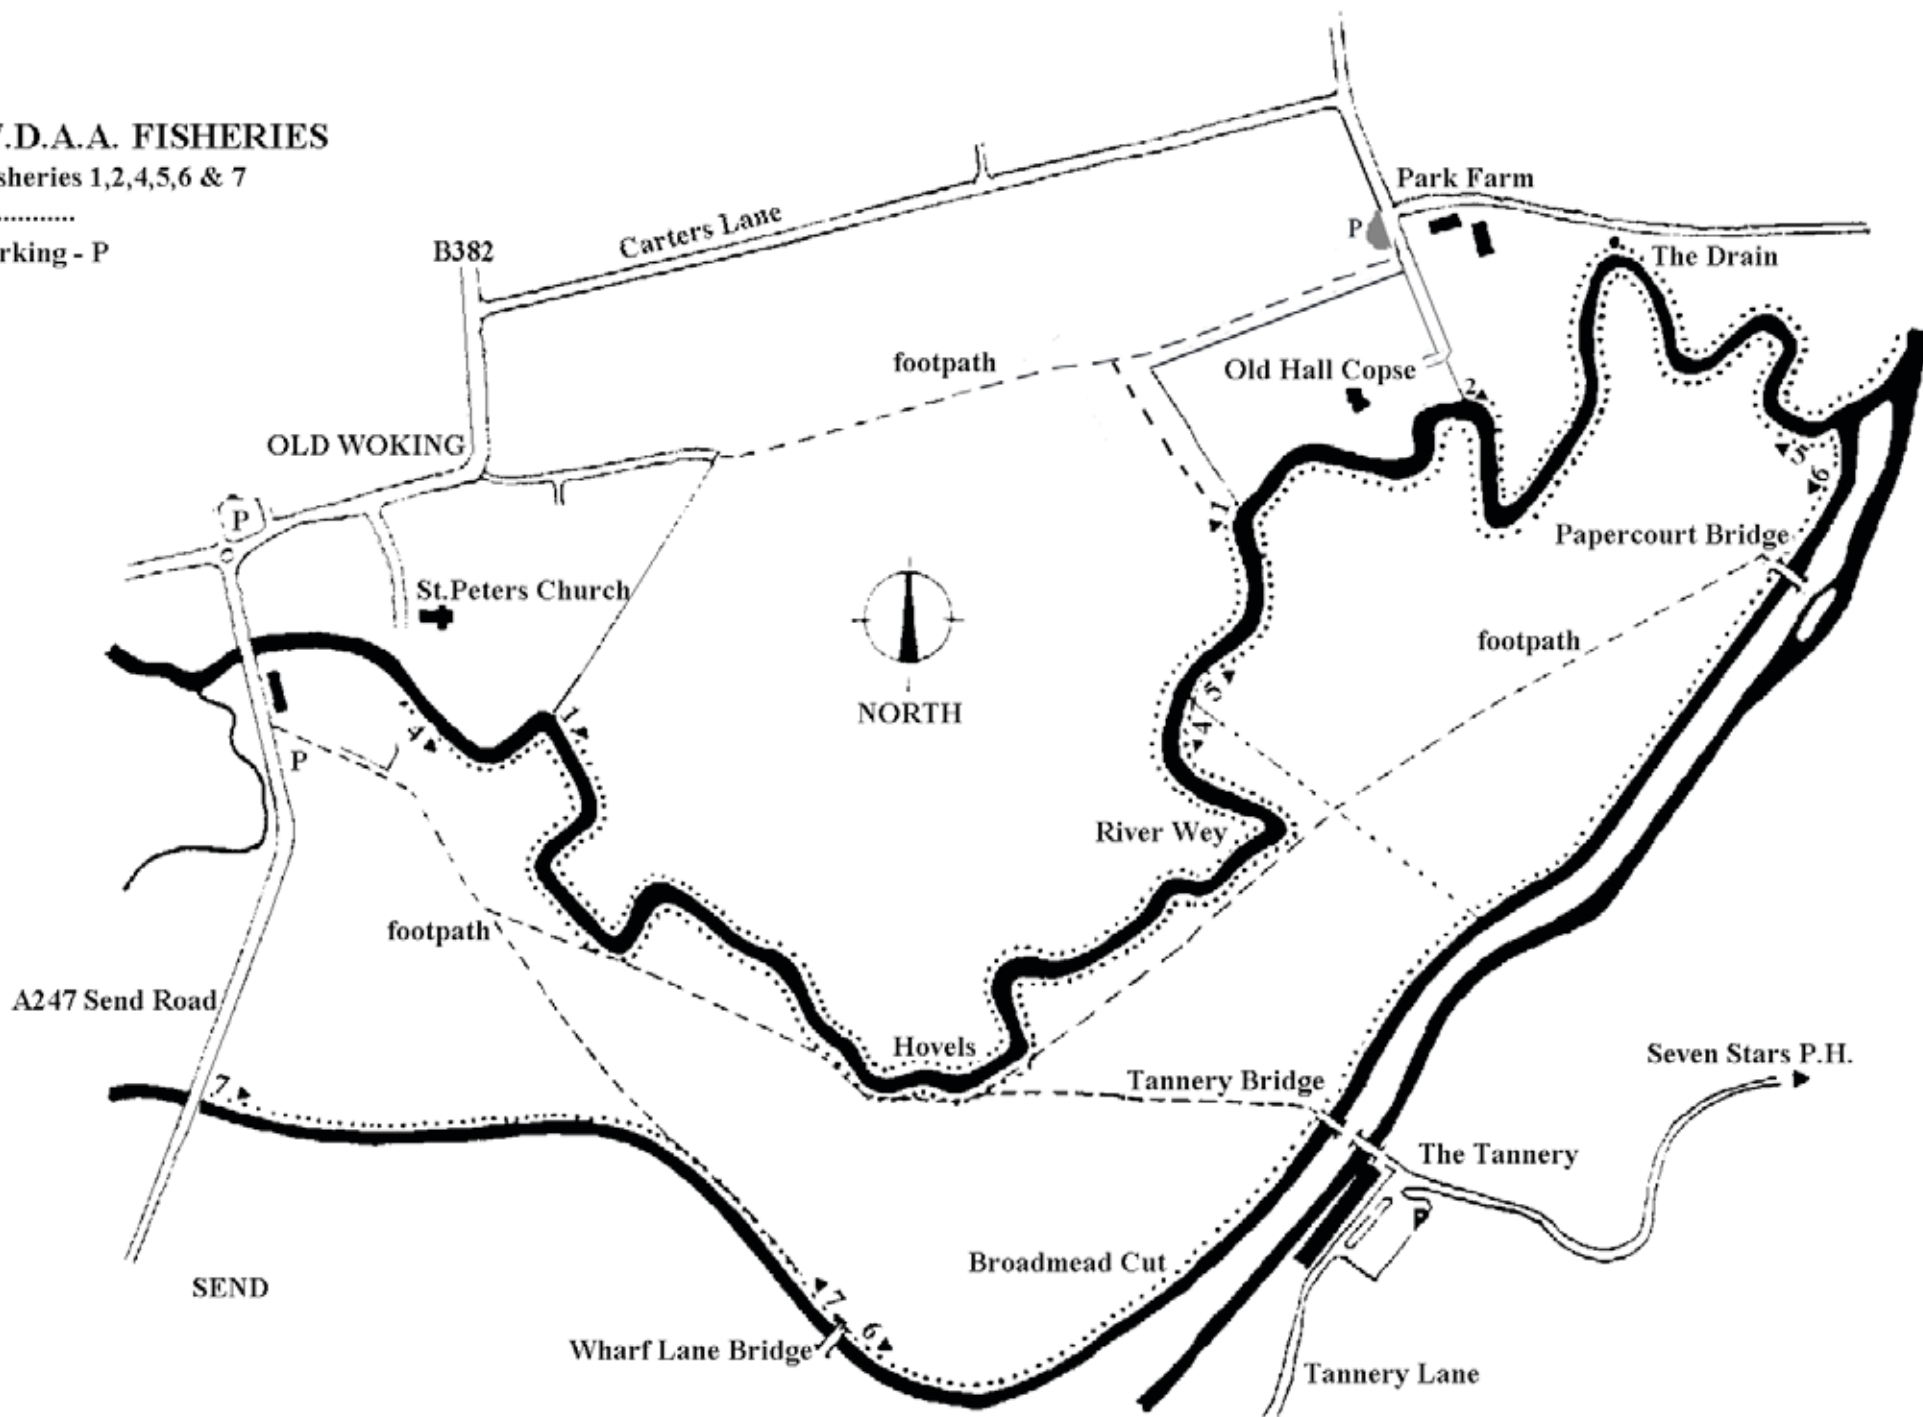 .D.A.A. FISHERIES
sheries 1,2,4,5,6 & 7
............
rking - P
B382
Carters Lane
Park Farm
P
The Drain
footpath
Old Hall Copse
2
OLD WOKING
5
6
P
1
Papercourt Bridge
St.Peters Church
footpath
5
NORTH
1
4
4
P
River Wey
footpath
A247 Send Road
Hovels
Seven Stars P.H.
7
Tannery Bridge
The Tannery
P
Broadmead Cut
SEND
7
6
Wharf Lane Bridge
Tannery Lane